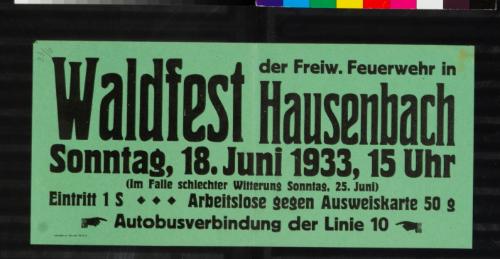 Waldfest der Freiw. Feuerwehr in
Hausenbach
Sonntag, 18. Juni 1933, 15 Uhr
(Im Falle schlechter Witterung Sonntag, 25. Juni)
Eintritt 1 S ♦ ♦ ♦ Arbeitslose gegen Ausweiskarte 50 g
Autobusverbindung der Linie 10